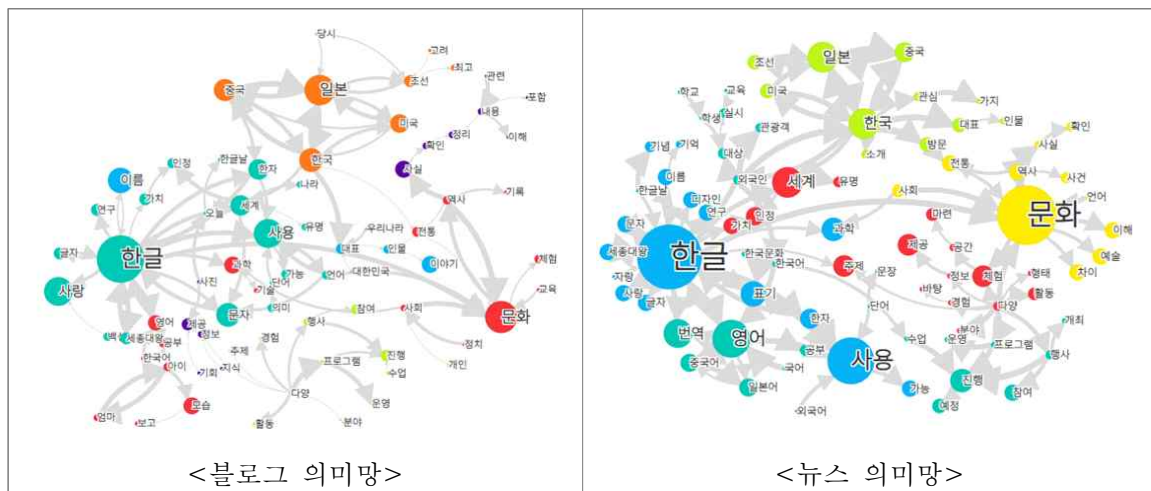 당시
고려
중국
일본
최고
조선
관련
포함
미국
내용
정리
이해
확인
한국
사실
이름
인정
한글날
한자
나라
역사
기록
연구
가치
오늘
세계
유명
우리나라
전통
글자
한글
사용
대표
인물
이야기
사랑
과학
가능
언어
대한민국
체험
사진
기술
단어
교육
문자
의미
참여
사회
문화
영어
제공
행사
정치
세종대왕
정보
경험
공부
주제
진행
개인
한국어
아이
지식
프로그램
수업
기회
다양
엄마
모습
운영
보고
활동
분야
<블로그 의미망>
조선
일본
중국
학교
교육
미국
관심
가지
학생
실시
한국
대표
인물
확인
기념
기억
관광객
방문
사실
대상
소개
전통
이름
외국인
세계
유명
역사
사건
한글날
디자인
사회
언어
연구
인정
문화
문자
가치
과학
마련
이해
세종대왕
한글
한국문화
제공
공간
예술
자랑
한국어
주제
문장
정보
체험
형태
차이
사랑
글자
표기
바탕
활동
단어
경험
다양
한자
분야
개최
번역
영어
수업
운영
프로그램
공부
행사
중국어
국어
사용
진행
일본어
가능
참여
예정
외국어
<뉴스 의미망>